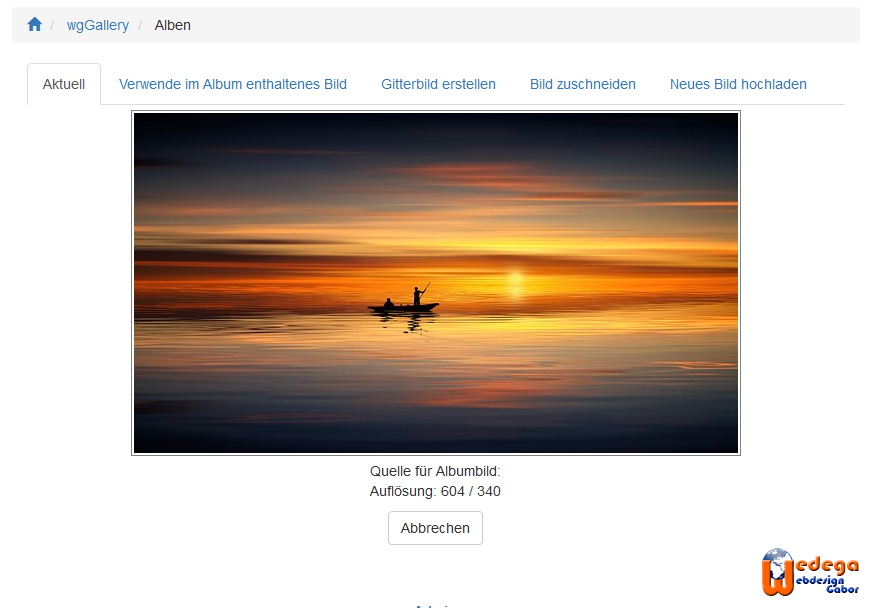 wgGallery / Alben
Aktuell Verwende im Album enthaltenes Bild Gitterbild erstellen Bild zuschneiden Neues Bild hochladen
Quelle für Albumbild:
Auflösung: 604 / 340
Abbrechen
Wedega
Webdesign
Gabor